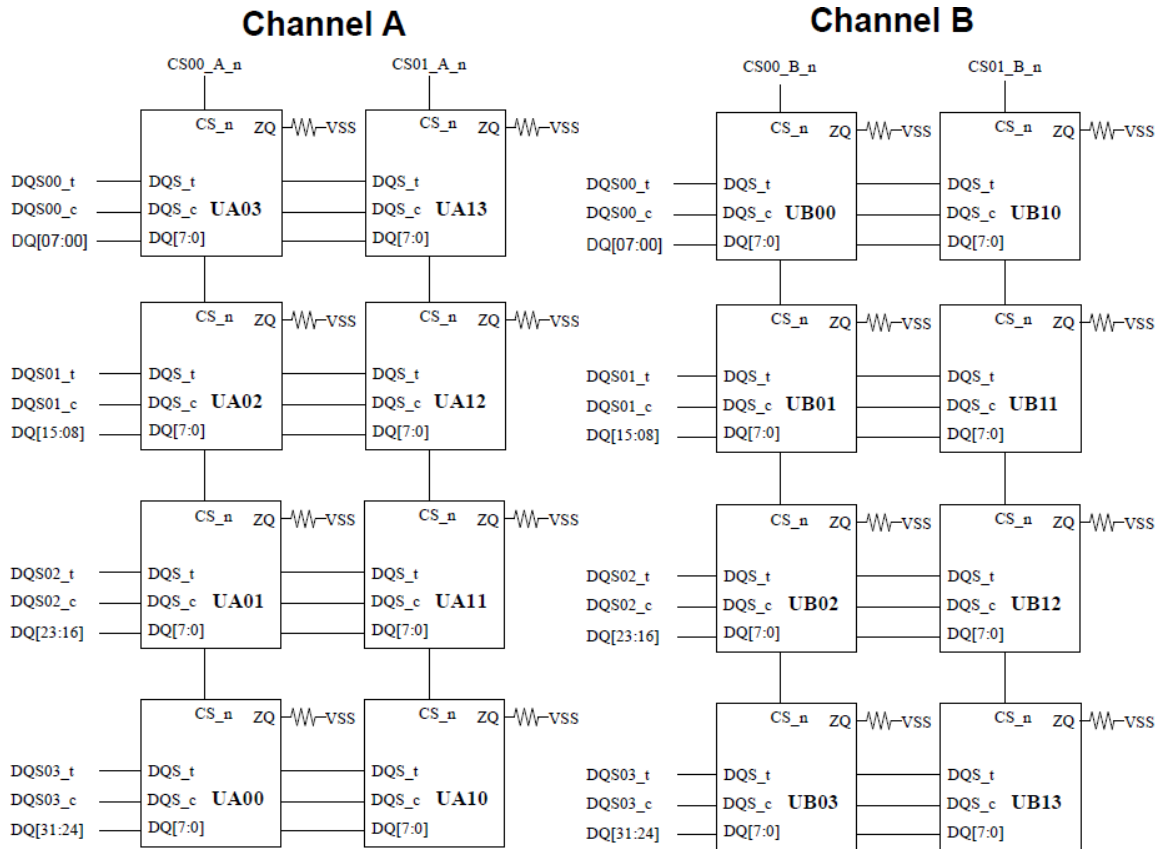 Channel A
Channel B
CS00_A_n
CS01_A_n
CS00_B_n
CS01_B_n
CS_n ZQ VSS
CS_n ZQ VSS
CS_n ZQ VSS
CS_n ZQ VSS
DQS00_t DQS_t DQS_t
DQS00_c DQS_c UA03 DQS_c UA13
DQ[07:00] DQ[7:0] DQ[7:0]
DQS00_t DQS_t DQS_t
DQS00_c DQS_c UB00 DQS_c UB10
DQ[07:00] DQ[7:0] DQ[7:0]
CS_n ZQ VSS
CS_n ZQ VSS
CS_n ZQ VSS
CS_n ZQ VSS
DQS01_t DQS_t DQS_t
DQS01_c DQS_c UA02 DQS_c UA12
DQ[15:08] DQ[7:0] DQ[7:0]
DQS01_t DQS_t DQS_t
DQS01_c DQS_c UB01 DQS_c UB11
DQ[15:08] DQ[7:0] DQ[7:0]
CS_n ZQ VSS
CS_n ZQ VSS
CS_n ZQ VSS
CS_n ZQ VSS
DQS02_t DQS_t DQS_t
DQS02_c DQS_c UA01 DQS_c UA11
DQ[23:16] DQ[7:0] DQ[7:0]
DQS02_t DQS_t DQS_t
DQS02_c DQS_c UB02 DQS_c UB12
DQ[23:16] DQ[7:0] DQ[7:0]
CS_n ZQ VSS
CS_n ZQ VSS
CS_n ZQ VSS
CS_n ZQ VSS
DQS03_t DQS_t DQS_t
DQS03_c DQS_c UA00 DQS_c UA10
DQ[31:24] DQ[7:0] DQ[7:0]
DQS03_t DQS_t DQS_t
DQS03_c DQS_c UB03 DQS_c UB13
DQ[31:24] DQ[7:0] DQ[7:0]